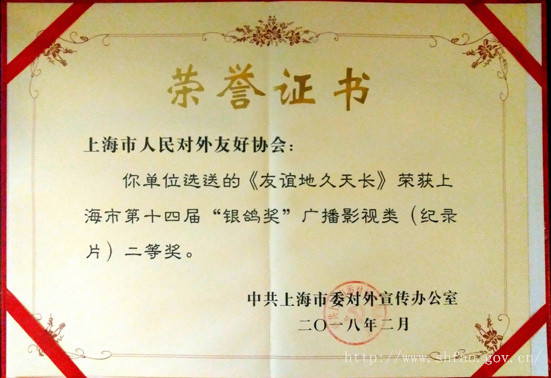 荣誉证书
上海市人民对外友好协会：
你单位选送的《友谊地久天长》荣获上
海市第十四届“银鸽奖”广播影视类（纪录
片）二等奖。
中共上海市委对外宣传办公室
二〇一八年二月
http://www.shfao.gov.cn/